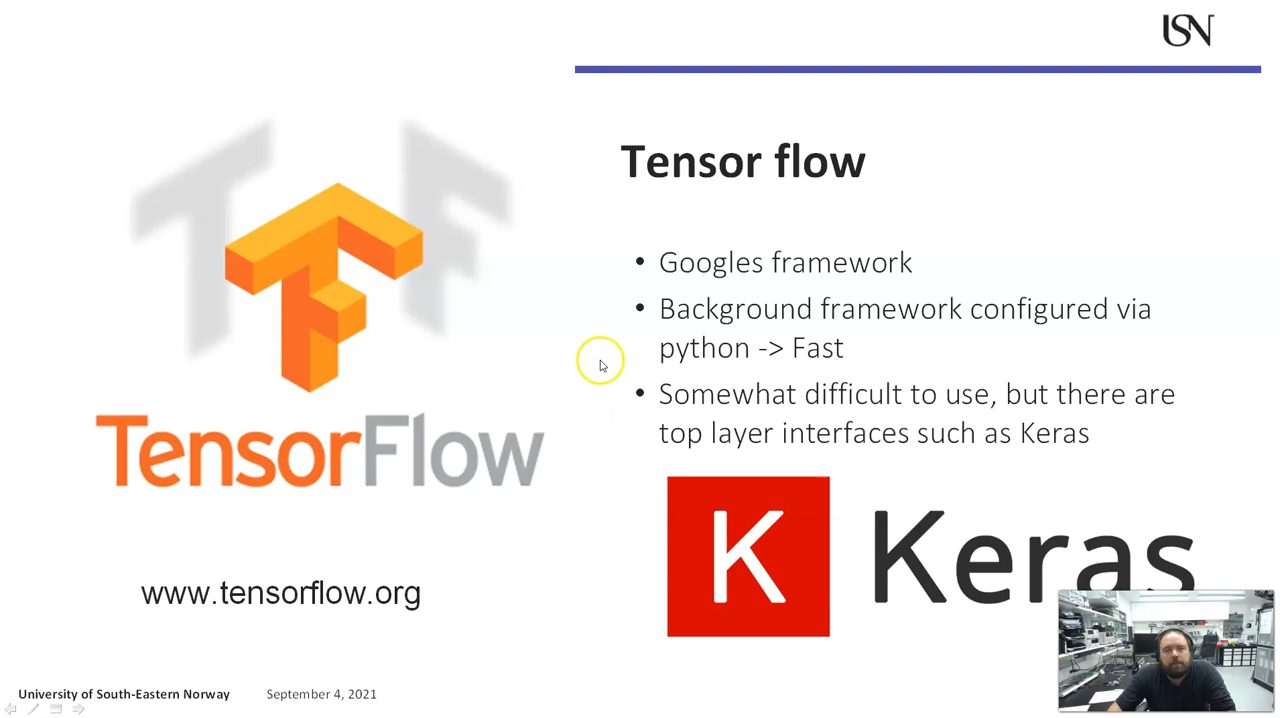 USN
Tensor flow
• Googles framework
• Background framework configured via
python -> Fast
• Somewhat difficult to use, but there are
top layer interfaces such as Keras
TF
TensorFlow
www.tensorflow.org
K Keras
University of South-Eastern Norway September 4, 2021